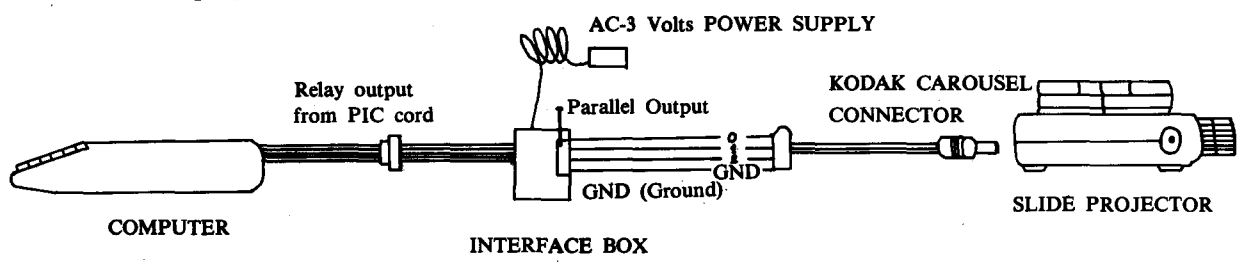 AC-3 Volts POWER SUPPLY
Relay output
from PIC cord
Parallel Output
KODAK CAROUSEL
CONNECTOR
GND
GND (Ground)
COMPUTER
INTERFACE BOX
SLIDE PROJECTOR